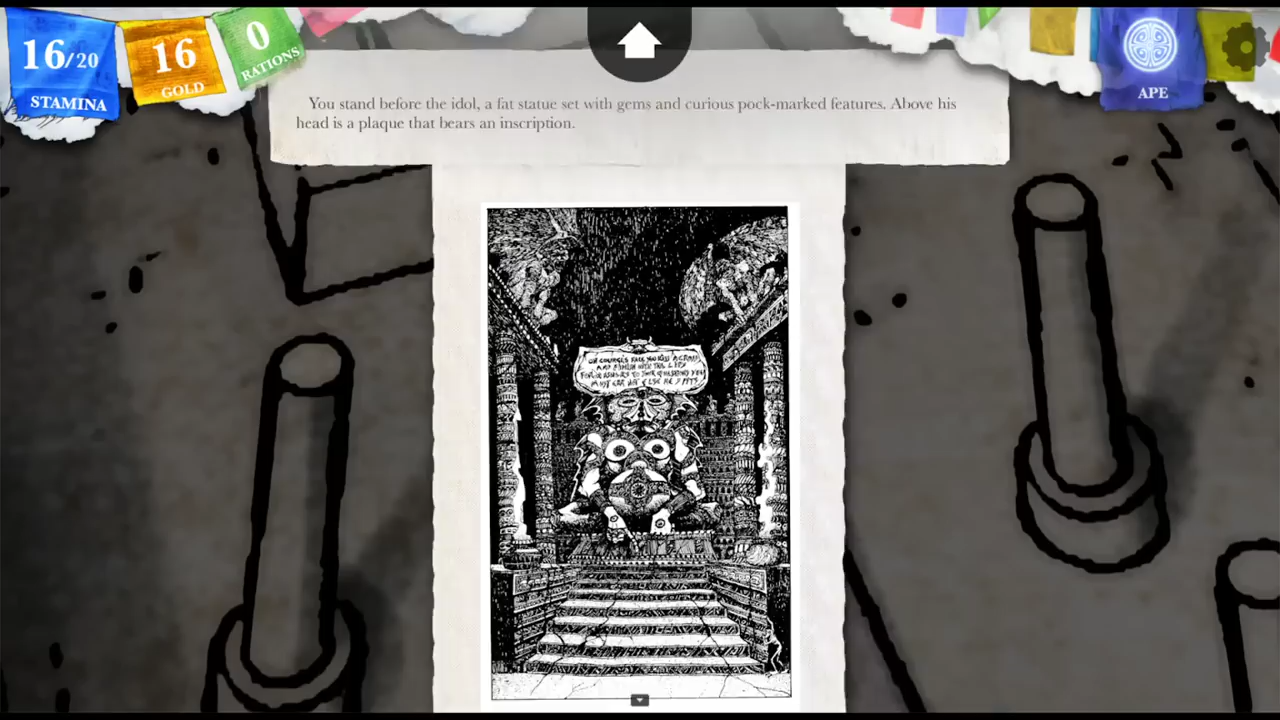 16/20
STAMINA
16
GOLD
0
RATIONS
APE
You stand before the idol, a fat statue set with gems and curious pock-marked features. Above his
head is a plaque that bears an inscription.